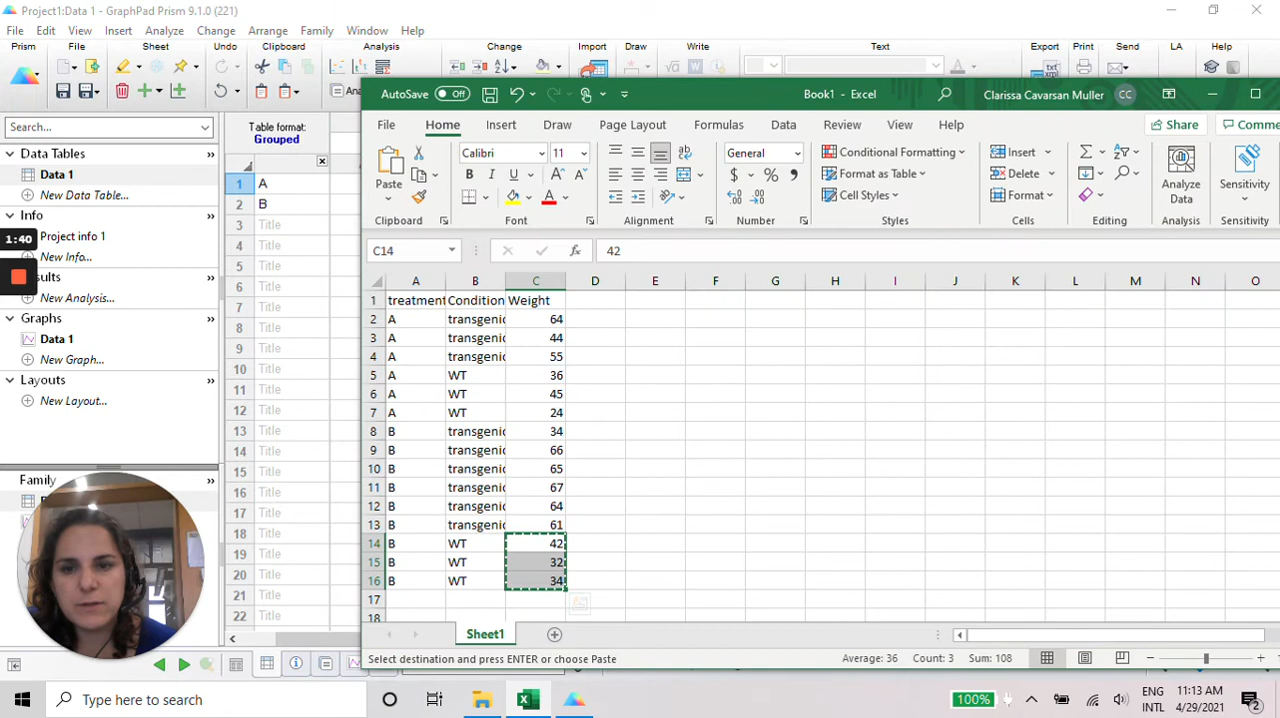 Project1:Data 1 - GraphPad Prism 9.1.0 (221)
File Edit View Insert Analyze Change Arrange Family Window Help
Prism File Sheet Undo Clipboard Analysis Change Import Draw Write Text Export Print Send LA Help
Search...
Data Tables
Data 1
New Data Table...
Info
Project info 1
New Info...
1:40
New Analysis...
Graphs
Data 1
New Graph...
Layouts
New Layout...
Family
Table format:
Grouped
1 A
2 B
3 Title
4 Title
5 Title
6 Title
7 Title
8 Title
9 Title
10 Title
11 Title
12 Title
13 Title
14 Title
15 Title
16 Title
17 Title
18 Title
19 Title
20 Title
21 Title
22 Title
AutoSave Off Book1 - Excel Clarissa Cavarsan Muller CC
File Home Insert Draw Page Layout Formulas Data Review View Help Share Comme
Paste Calibri 11 General Conditional Formatting Insert Analyze Data Sensitivity
Format as Table Delete
Cell Styles Format
Clipboard Font Alignment Number Styles Cells Editing Analysis Sensitivity
C14 fx 42
A B C D E F G H I J K L M N O
1 treatment Condition Weight
2 A transgenic 64
3 A transgenic 44
4 A transgenic 55
5 A WT 36
6 A WT 45
7 A WT 24
8 B transgenic 34
9 B transgenic 66
10 B transgenic 65
11 B transgenic 67
12 B transgenic 64
13 B transgenic 61
14 B WT 42
15 B WT 32
16 B WT 34
17
18
Sheet1
Select destination and press ENTER or choose Paste Average: 36 Count: 3 Sum: 108
Type here to search 100% ENG INTL 11:13 AM 4/29/2021 2